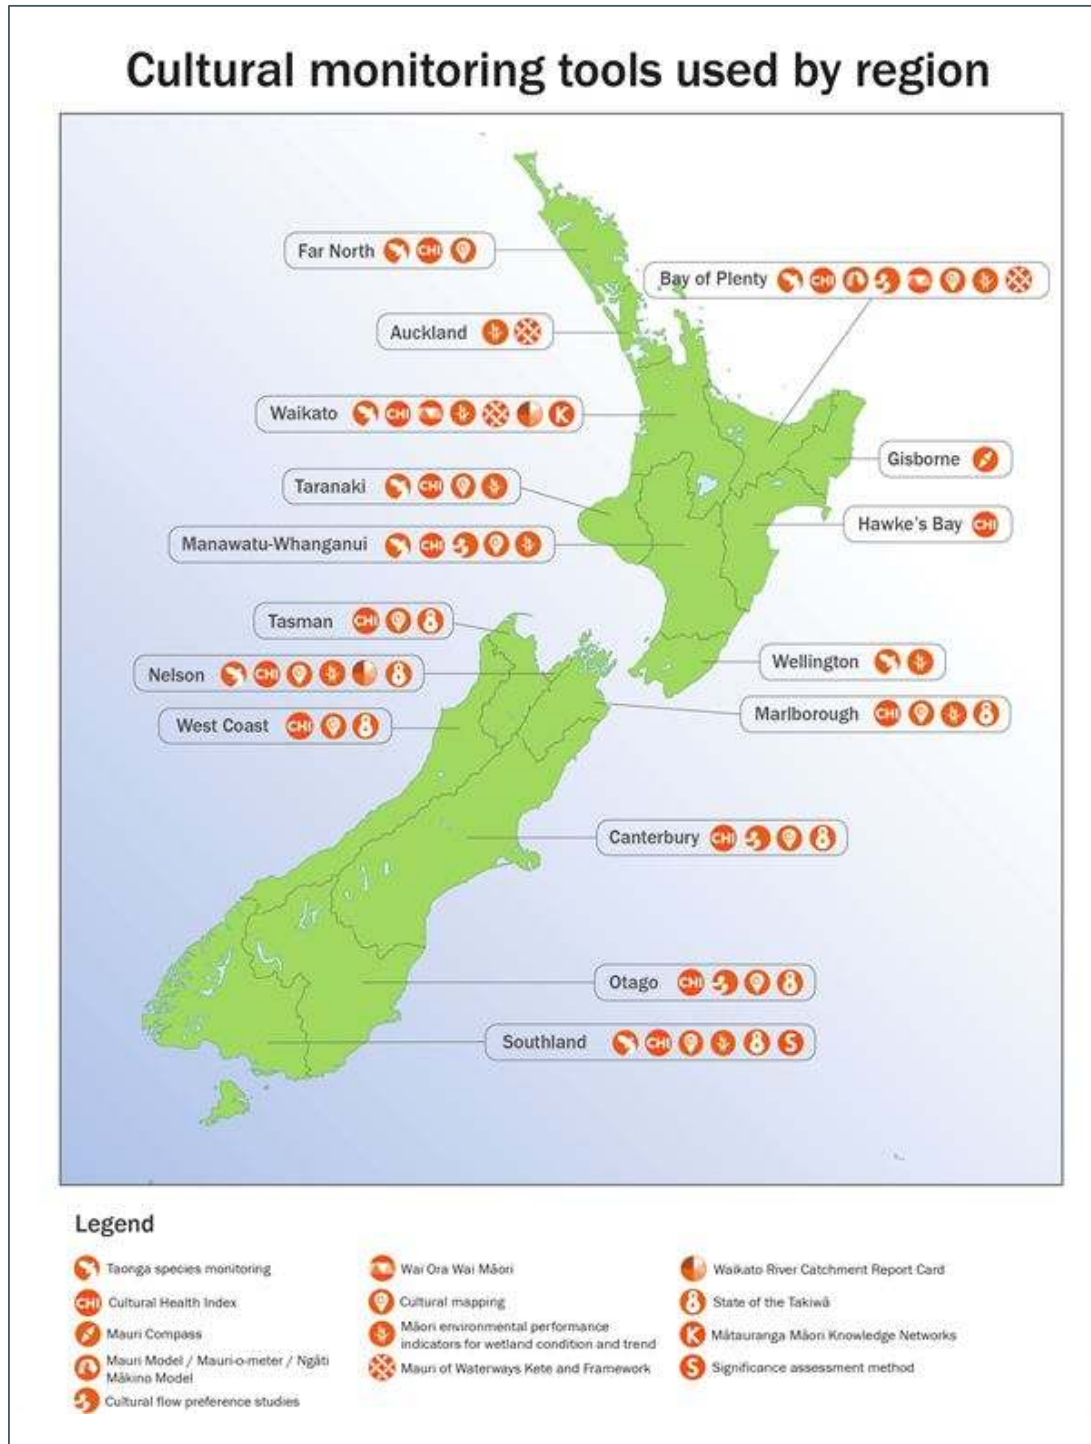 Cultural monitoring tools used by region
Far North CHI
Bay of Plenty CHI
Auckland
Waikato CHI K
Gisborne
Taranaki CHI
Hawke's Bay CHI
Manawatu-Whanganui CHI
Tasman CHI
Wellington
Nelson CHI
Marlborough CHI
West Coast CHI
Canterbury CHI
Otago CHI
Southland CHI S
Legend
Taonga species monitoring
CHI Cultural Health Index
Mauri Compass
Mauri Model / Mauri-o-meter / Ngāti
Mākino Model
Cultural flow preference studies
Wai Ora Wai Māori
Cultural mapping
Māori environmental performance
indicators for wetland condition and trend
Mauri of Waterways Kete and Framework
Waikato River Catchment Report Card
State of the Takiwā
K Mātauranga Māori Knowledge Networks
S Significance assessment method